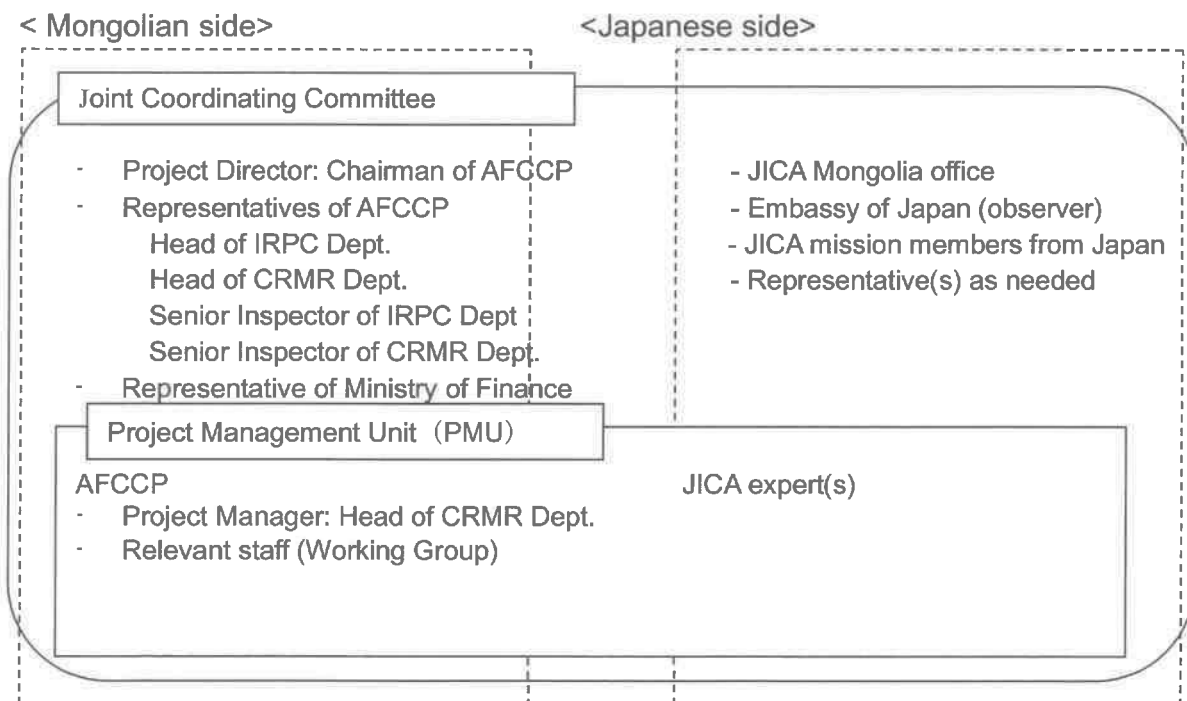 < Mongolian side>
<Japanese side>
Joint Coordinating Committee
- Project Director: Chairman of AFCCP
- Representatives of AFCCP
Head of IRPC Dept.
Head of CRMR Dept.
Senior Inspector of IRPC Dept
Senior Inspector of CRMR Dept.
- Representative of Ministry of Finance
- JICA Mongolia office
- Embassy of Japan (observer)
- JICA mission members from Japan
- Representative(s) as needed
Project Management Unit（PMU）
AFCCP
- Project Manager: Head of CRMR Dept.
- Relevant staff (Working Group)
JICA expert(s)